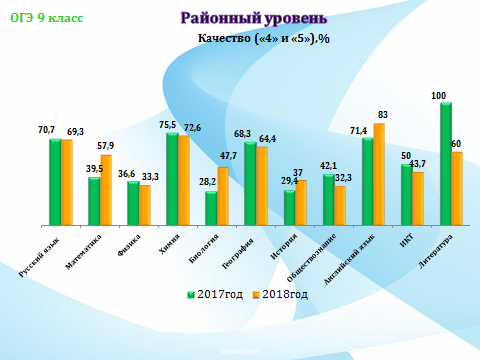 ОГЭ 9 класс
Районный уровень
Качество («4» и «5»),%
70,7 69,3 39,5 57,9 36,6 33,3 75,5 72,6 28,2 47,7 68,3 64,4 29,4 37 42,1 32,3 71,4 83 50 43,7 100 60
Русский язык Математика Физика Химия Биология География История Обществознание Английский язык ИКТ Литература
2017год 2018год